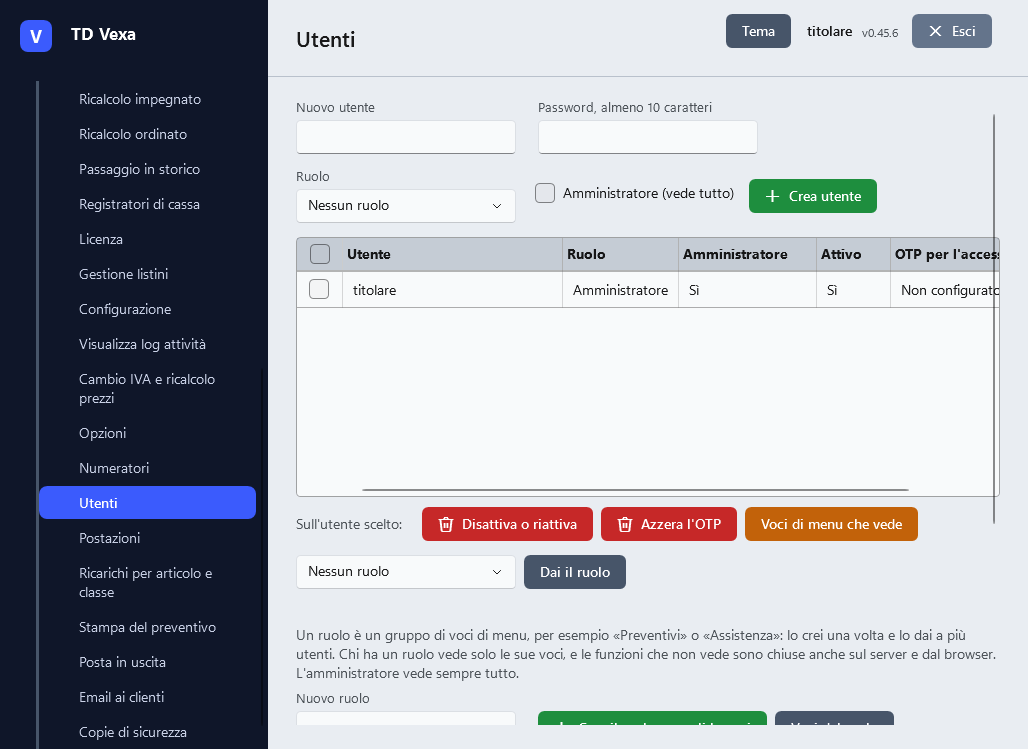 V TD Vexa
Ricalcolo impegnato
Ricalcolo ordinato
Passaggio in storico
Registratori di cassa
Licenza
Gestione listini
Configurazione
Visualizza log attività
Cambio IVA e ricalcolo
prezzi
Opzioni
Numeratori
Utenti
Postazioni
Ricarichi per articolo e
classe
Stampa del preventivo
Posta in uscita
Email ai clienti
Copie di sicurezza
Utenti
Tema titolare v0.45.6 Esci
Nuovo utente Password, almeno 10 caratteri
Ruolo
Nessun ruolo Amministratore (vede tutto) Crea utente
Utente Ruolo Amministratore Attivo OTP per l'acces
titolare Amministratore Sì Sì Non configurato
Sull'utente scelto: Disattiva o riattiva Azzera l'OTP Voci di menu che vede
Nessun ruolo Dai il ruolo
Un ruolo è un gruppo di voci di menu, per esempio «Preventivi» o «Assistenza»: lo crei una volta e lo dai a più
utenti. Chi ha un ruolo vede solo le sue voci, e le funzioni che non vede sono chiuse anche sul server e dal browser.
L'amministratore vede sempre tutto.
Nuovo ruolo